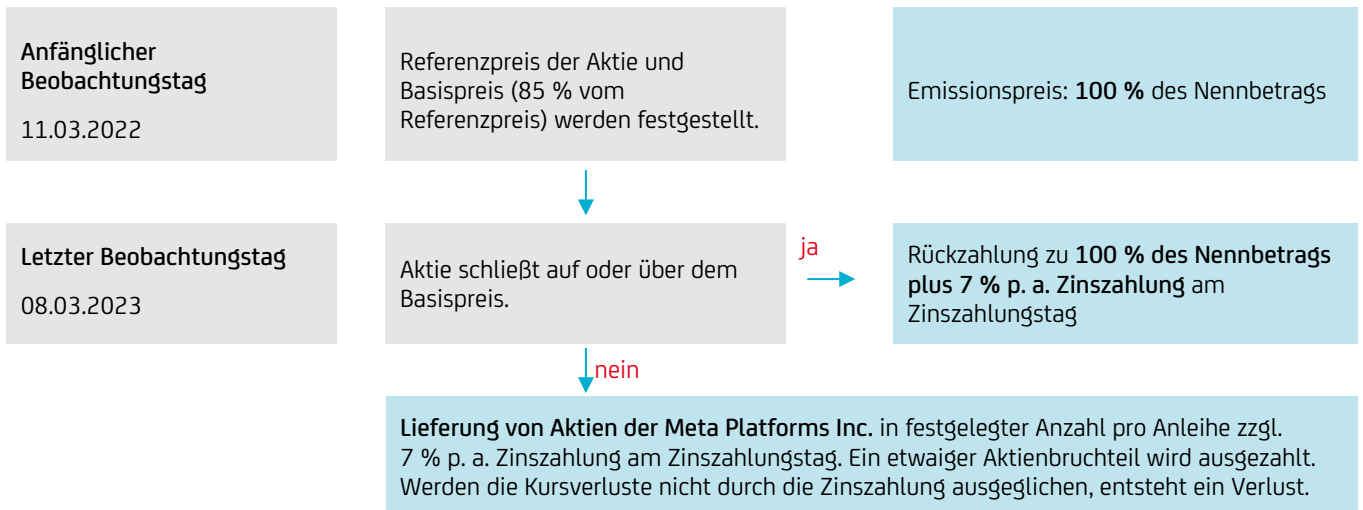 Anfänglicher
Beobachtungstag
11.03.2022
Referenzpreis der Aktie und
Basispreis (85 % vom
Referenzpreis) werden festgestellt.
Emissionspreis: 100 % des Nennbetrags
Letzter Beobachtungstag
08.03.2023
Aktie schließt auf oder über dem
Basispreis.
ja
Rückzahlung zu 100 % des Nennbetrags
plus 7 % p. a. Zinszahlung am
Zinszahlungstag
nein
Lieferung von Aktien der Meta Platforms Inc. in festgelegter Anzahl pro Anleihe zzgl.
7 % p. a. Zinszahlung am Zinszahlungstag. Ein etwaiger Aktienbruchteil wird ausgezahlt.
Werden die Kursverluste nicht durch die Zinszahlung ausgeglichen, entsteht ein Verlust.